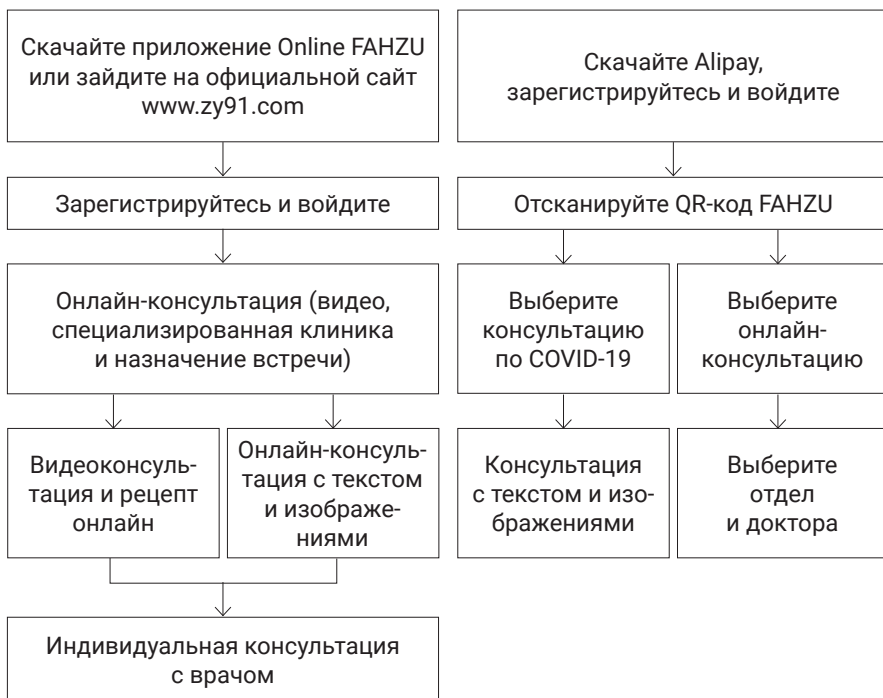 Скачайте приложение Online FAHZU
или зайдите на официальной сайт
www.zy91.com
Скачайте Alipay,
зарегистрируйтесь и войдите
Зарегистрируйтесь и войдите
Отсканируйте QR-код FAHZU
Онлайн-консультация (видео,
специализированная клиника
и назначение встречи)
Выберите
консультацию
по COVID-19
Выберите
онлайн-
консультацию
Видеоконсуль-
тация и рецепт
онлайн
Онлайн-консуль-
тация с текстом
и изображе-
ниями
Консультация
с текстом и изо-
бражениями
Выберите
отдел
и доктора
Индивидуальная консультация
с врачом